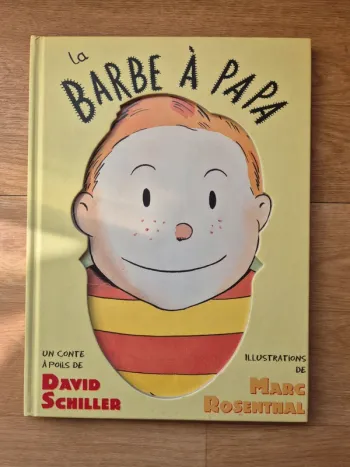 la
BARBE À PAPA
UN CONTE
À POILS DE
DAVID
SCHILLER
ILLUSTRATIONS
DE
MARC
ROSENTHAL